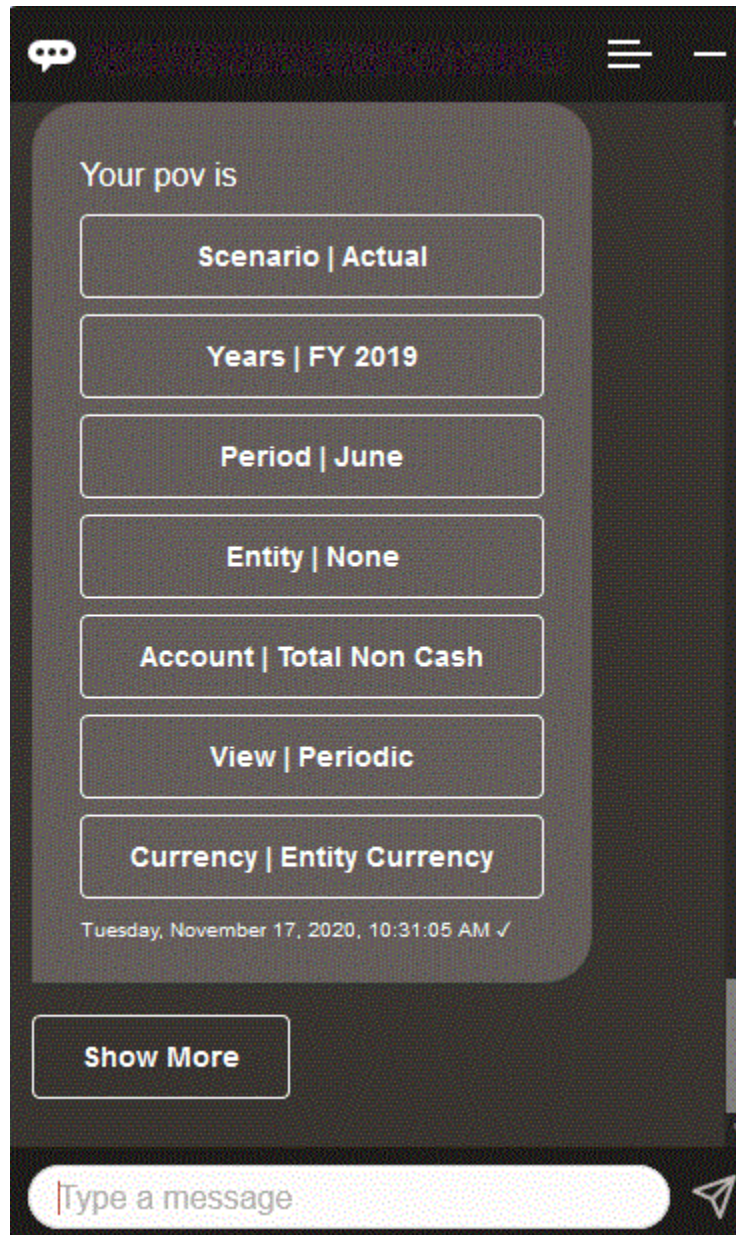 Your pov is
Scenario | Actual
Years | FY 2019
Period | June
Entity | None
Account | Total Non Cash
View | Periodic
Currency | Entity Currency
Tuesday, November 17, 2020, 10:31:05 AM ✓
Show More
Type a message